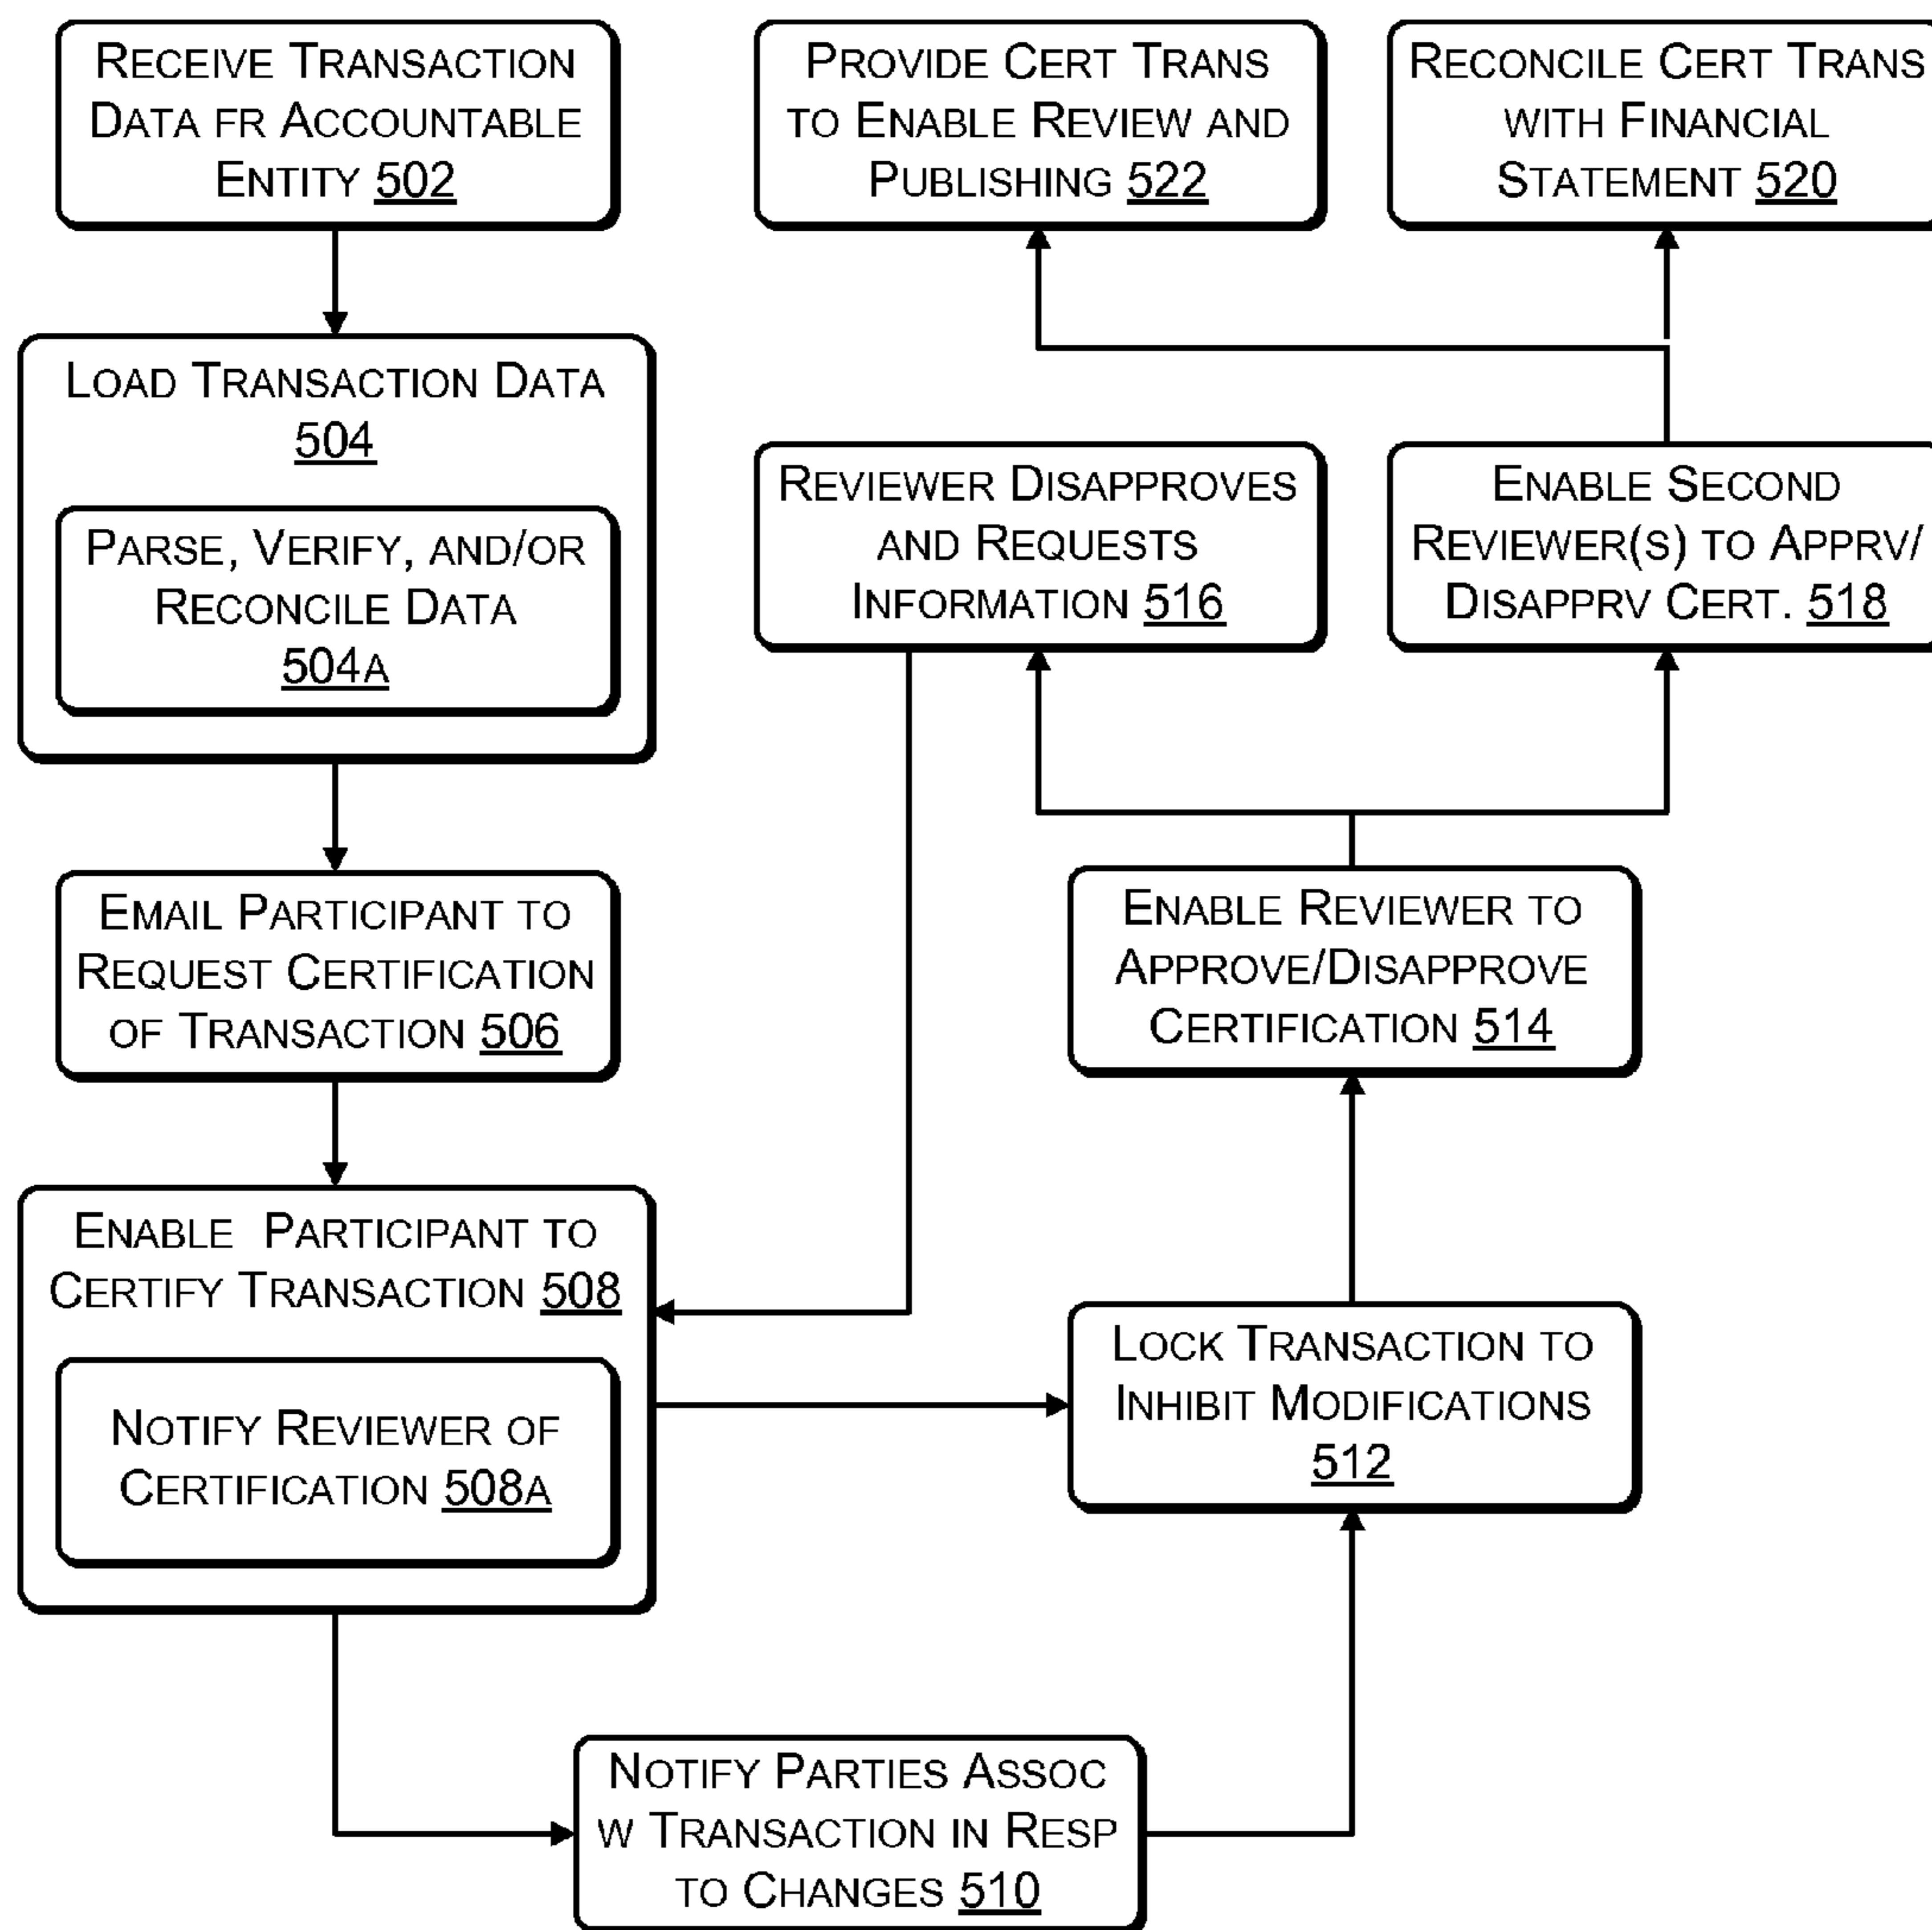 RECEIVE TRANSACTION
DATA FR ACCOUNTABLE
ENTITY 502
LOAD TRANSACTION DATA
504
PARSE, VERIFY, AND/OR
RECONCILE DATA
504A
EMAIL PARTICIPANT TO
REQUEST CERTIFICATION
OF TRANSACTION 506
ENABLE PARTICIPANT TO
CERTIFY TRANSACTION 508
NOTIFY REVIEWER OF
CERTIFICATION 508A
NOTIFY PARTIES ASSOC
W TRANSACTION IN RESP
TO CHANGES 510
LOCK TRANSACTION TO
INHIBIT MODIFICATIONS
512
ENABLE REVIEWER TO
APPROVE/DISAPPROVE
CERTIFICATION 514
REVIEWER DISAPPROVES
AND REQUESTS
INFORMATION 516
ENABLE SECOND
REVIEWER(S) TO APPRV/
DISAPPRV CERT. 518
RECONCILE CERT TRANS
WITH FINANCIAL
STATEMENT 520
PROVIDE CERT TRANS
TO ENABLE REVIEW AND
PUBLISHING 522